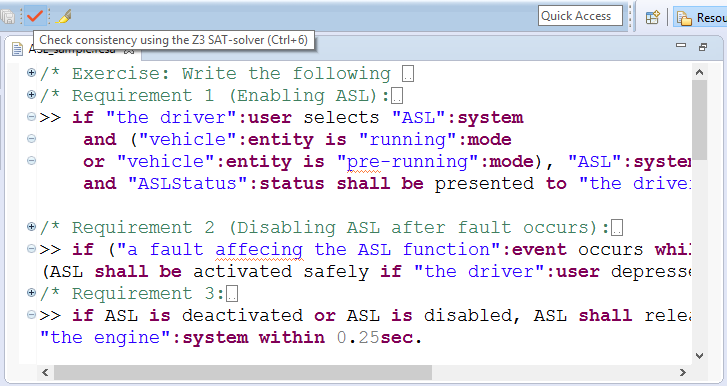 Quick Access
Resou
Check consistency using the Z3 SAT-solver (Ctrl+6)
/* Exercise: Write the following
/* Requirement 1 (Enabling ASL):
>> if "the driver":user selects "ASL":system
and ("vehicle":entity is "running":mode
or "vehicle":entity is "pre-running":mode), "ASL":system
and "ASLStatus":status shall be presented to "the driver
/* Requirement 2 (Disabling ASL after fault occurs):
>> if ("a fault affecing the ASL function":event occurs whil
(ASL shall be activated safely if "the driver":user depresse
/* Requirement 3:
>> if ASL is deactivated or ASL is disabled, ASL shall relea
"the engine":system within 0.25sec.